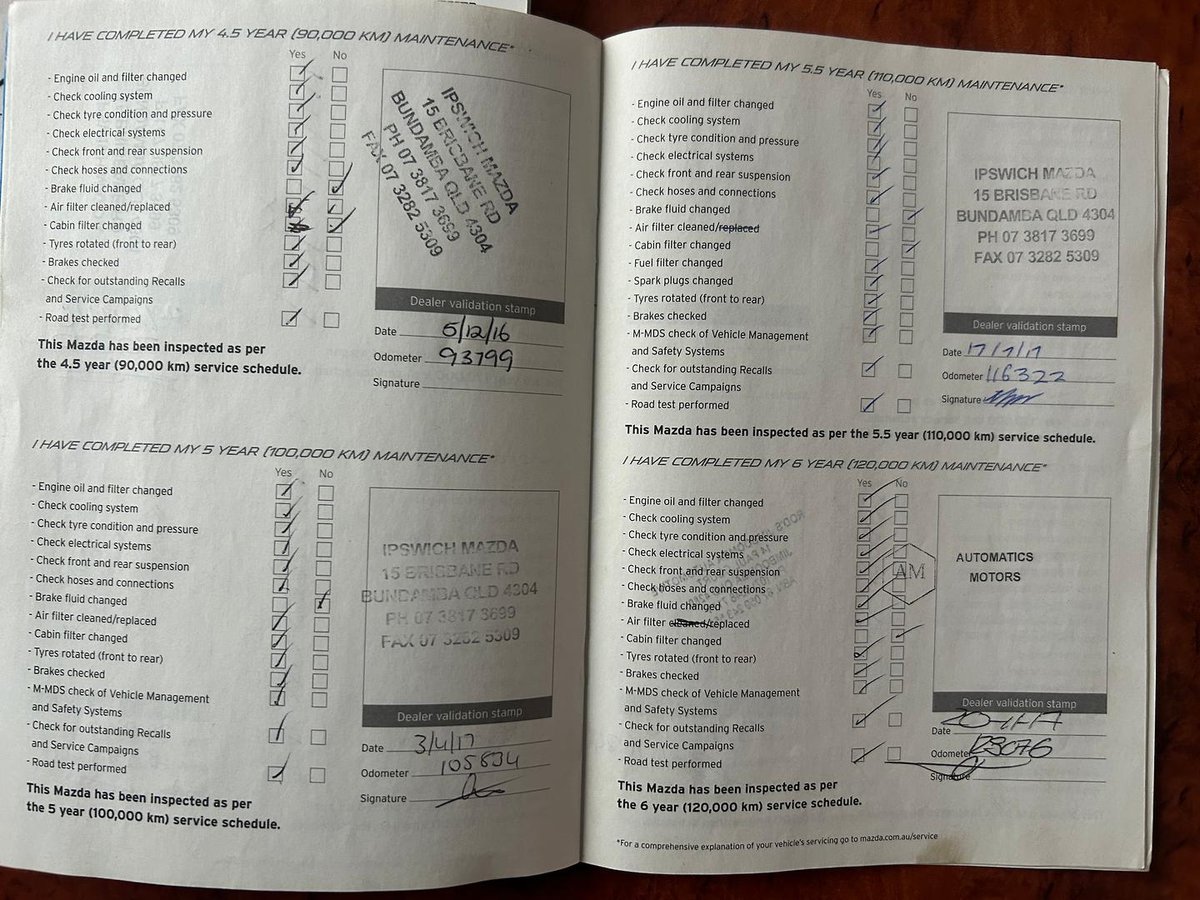 I HAVE COMPLETED MY 4.5 YEAR (90,000 KM) MAINTENANCE*
Yes No
- Engine oil and filter changed
- Check cooling system
- Check tyre condition and pressure
- Check electrical systems
- Check front and rear suspension
- Check hoses and connections
- Brake fluid changed
- Air filter cleaned/replaced
- Cabin filter changed
- Tyres rotated (front to rear)
- Brakes checked
- Check for outstanding Recalls
and Service Campaigns
- Road test performed
This Mazda has been inspected as per
the 4.5 year (90,000 km) service schedule.
IPSWICH MAZDA
15 BRISBANE RD
BUNDAMBA QLD 4304
PH 07 3817 3699
FAX 07 3282 5309
Dealer validation stamp
Date 5/12/16
Odometer 93799
Signature
I HAVE COMPLETED MY 5 YEAR (100,000 KM) MAINTENANCE*
Yes No
- Engine oil and filter changed
- Check cooling system
- Check tyre condition and pressure
- Check electrical systems
- Check front and rear suspension
- Check hoses and connections
- Brake fluid changed
- Air filter cleaned/replaced
- Cabin filter changed
- Tyres rotated (front to rear)
- Brakes checked
- M-MDS check of Vehicle Management
and Safety Systems
- Check for outstanding Recalls
and Service Campaigns
- Road test performed
This Mazda has been inspected as per
the 5 year (100,000 km) service schedule.
IPSWICH MAZDA
15 BRISBANE RD
BUNDAMBA QLD 4304
PH 07 3817 3699
FAX 07 3282 5309
Dealer validation stamp
Date 3/4/17
Odometer 105834
Signature
I HAVE COMPLETED MY 5.5 YEAR (110,000 KM) MAINTENANCE*
Yes No
- Engine oil and filter changed
- Check cooling system
- Check tyre condition and pressure
- Check electrical systems
- Check front and rear suspension
- Check hoses and connections
- Brake fluid changed
- Air filter cleaned/replaced
- Cabin filter changed
- Fuel filter changed
- Spark plugs changed
- Tyres rotated (front to rear)
- Brakes checked
- M-MDS check of Vehicle Management
and Safety Systems
- Check for outstanding Recalls
and Service Campaigns
- Road test performed
This Mazda has been inspected as per the 5.5 year (110,000 km) service schedule.
IPSWICH MAZDA
15 BRISBANE RD
BUNDAMBA QLD 4304
PH 07 3817 3699
FAX 07 3282 5309
Dealer validation stamp
Date 17/7/17
Odometer 116322
Signature
I HAVE COMPLETED MY 6 YEAR (120,000 KM) MAINTENANCE*
Yes No
- Engine oil and filter changed
- Check cooling system
- Check tyre condition and pressure
- Check electrical systems
- Check front and rear suspension
- Check hoses and connections
- Brake fluid changed
- Air filter cleaned/replaced
- Cabin filter changed
- Tyres rotated (front to rear)
- Brakes checked
- M-MDS check of Vehicle Management
and Safety Systems
- Check for outstanding Recalls
and Service Campaigns
- Road test performed
This Mazda has been inspected as per
the 6 year (120,000 km) service schedule.
AM
AUTOMATICS
MOTORS
Dealer validation stamp
Date 20-11-17
Odometer 123076
Signature
*For a comprehensive explanation of your vehicle's servicing go to mazda.com.au/service